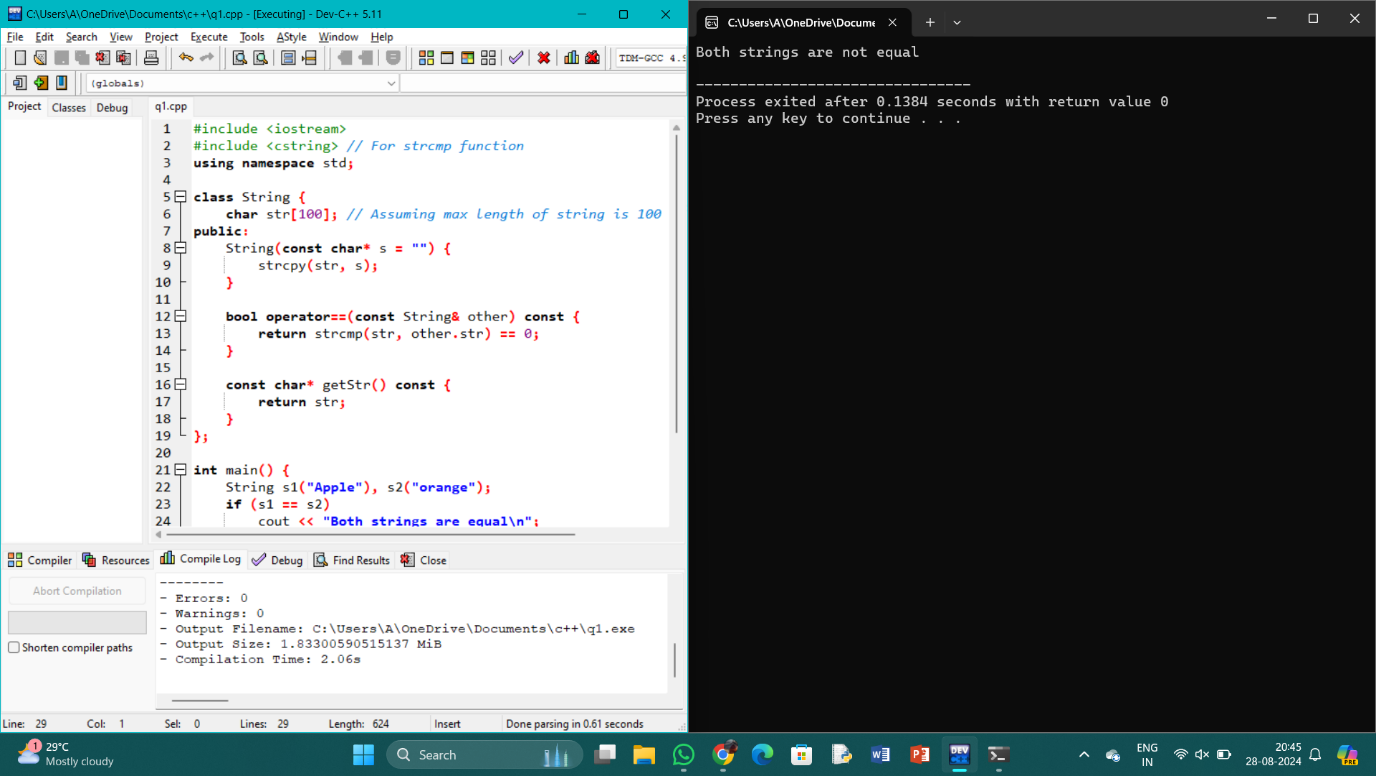 C:\Users\A\OneDrive\Documents\c++\q1.cpp - [Executing] - Dev-C++ 5.11
File Edit Search View Project Execute Tools AStyle Window Help
TDM-GCC 4.9
(globals)
Project Classes Debug
q1.cpp
1 #include <iostream>
2 #include <cstring> // For strcmp function
3 using namespace std;
4
5 class String {
6 char str[100]; // Assuming max length of string is 100
7 public:
8 String(const char* s = "") {
9 strcpy(str, s);
10 }
11
12 bool operator==(const String& other) const {
13 return strcmp(str, other.str) == 0;
14 }
15
16 const char* getStr() const {
17 return str;
18 }
19 };
20
21 int main() {
22 String s1("Apple"), s2("orange");
23 if (s1 == s2)
24 cout << "Both strings are equal\n";
Compiler Resources Compile Log Debug Find Results Close
Abort Compilation
Shorten compiler paths
--------
- Errors: 0
- Warnings: 0
- Output Filename: C:\Users\A\OneDrive\Documents\c++\q1.exe
- Output Size: 1.83300590515137 MiB
- Compilation Time: 2.06s
Line: 29 Col: 1 Sel: 0 Lines: 29 Length: 624 Insert Done parsing in 0.61 seconds
C:\Users\A\OneDrive\Docume
Both strings are not equal
--------------------------------
Process exited after 0.1384 seconds with return value 0
Press any key to continue . . .
1
29°C
Mostly cloudy
Search
DEV
PRE
ENG
IN
20:45
28-08-2024